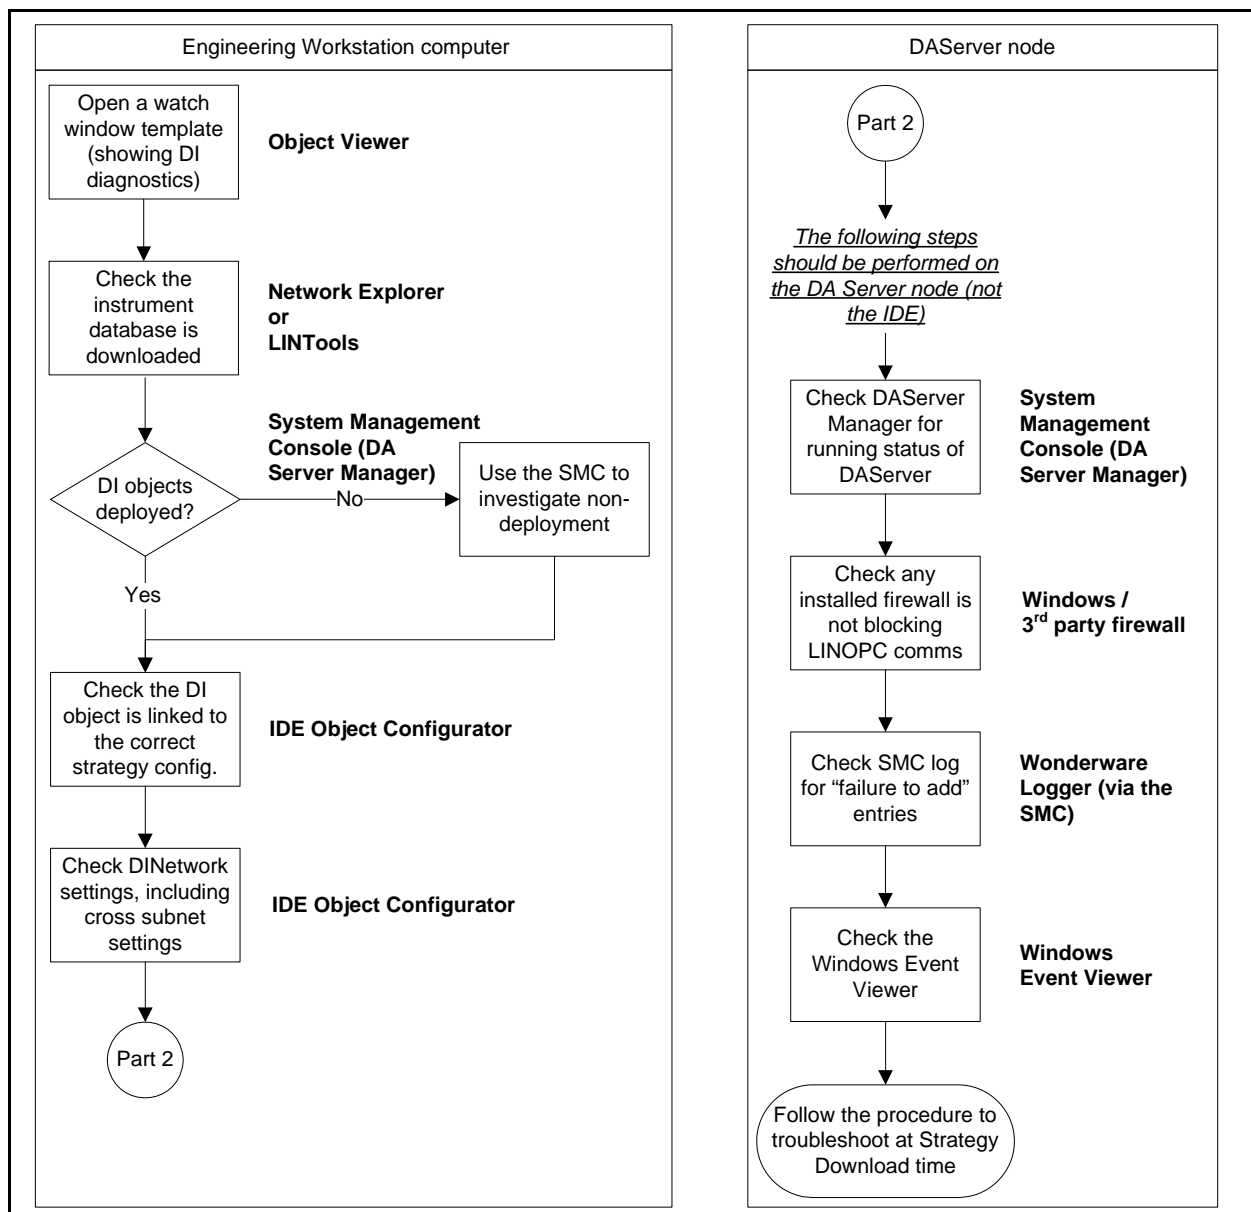 Engineering Workstation computer
Open a watch
window template
(showing DI
diagnostics)
Object Viewer
Check the
instrument
database is
downloaded
Network Explorer
or
LINTools
System Management
Console (DA
Server Manager)
DI objects
deployed?
No
Use the SMC to
investigate non-
deployment
Yes
Check the DI
object is linked to
the correct
strategy config.
IDE Object Configurator
Check DINetwork
settings, including
cross subnet
settings
IDE Object Configurator
Part 2
DAServer node
Part 2
The following steps
should be performed on
the DA Server node (not
the IDE)
Check DAServer
Manager for
running status of
DAServer
System
Management
Console (DA
Server Manager)
Check any
installed firewall is
not blocking
LINOPC comms
Windows /
3rd party firewall
Check SMC log
for “failure to add”
entries
Wonderware
Logger (via the
SMC)
Check the
Windows Event
Viewer
Windows
Event Viewer
Follow the procedure to
troubleshoot at Strategy
Download time